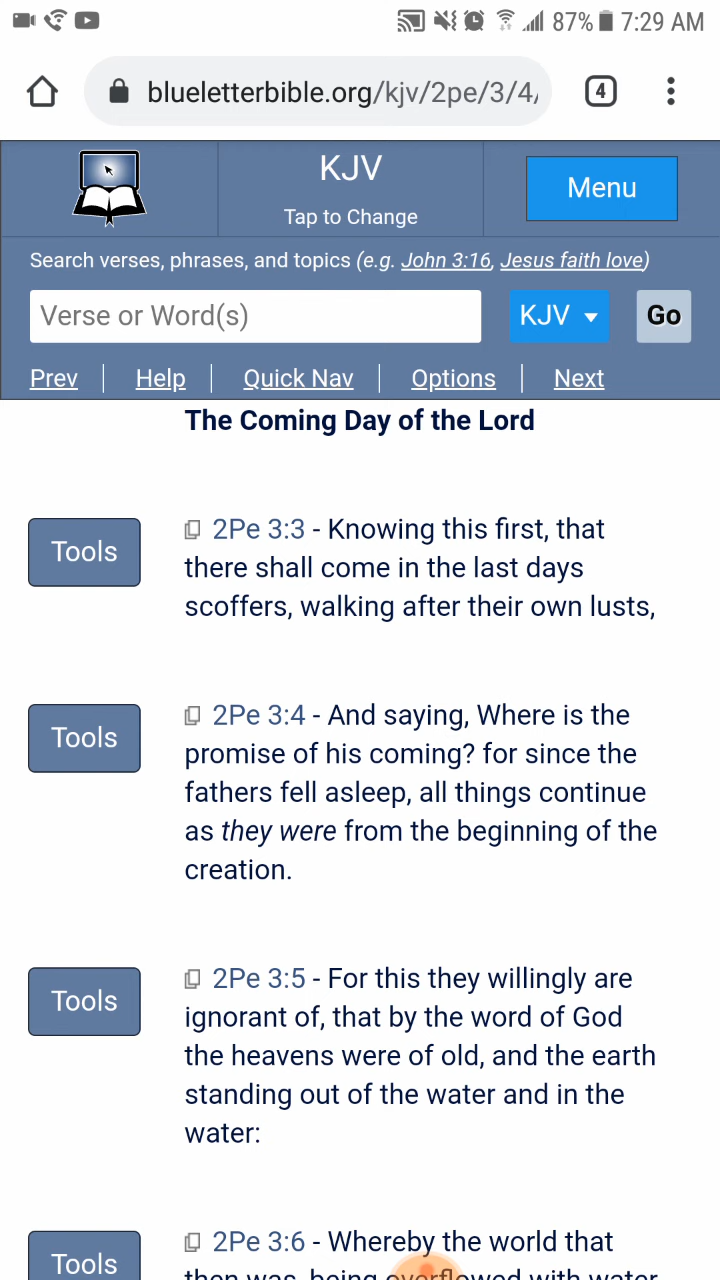 87% 7:29 AM
blueletterbible.org/kjv/2pe/3/4/
4
KJV
Tap to Change
Menu
Search verses, phrases, and topics (e.g. John 3:16, Jesus faith love)
Verse or Word(s)
KJV
Go
Prev | Help | Quick Nav | Options | Next
The Coming Day of the Lord
Tools
2Pe 3:3 - Knowing this first, that
there shall come in the last days
scoffers, walking after their own lusts,
Tools
2Pe 3:4 - And saying, Where is the
promise of his coming? for since the
fathers fell asleep, all things continue
as they were from the beginning of the
creation.
Tools
2Pe 3:5 - For this they willingly are
ignorant of, that by the word of God
the heavens were of old, and the earth
standing out of the water and in the
water:
Tools
2Pe 3:6 - Whereby the world that
then was, being overflowed with water